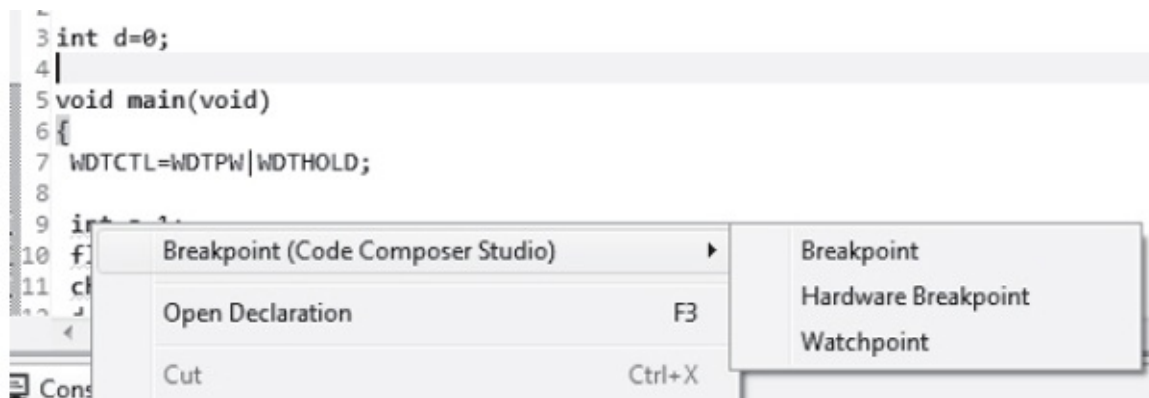 3 int d=0;
4
5 void main(void)
6 {
7 WDTCTL=WDTPW|WDTHOLD;
8
9
10
11
Breakpoint (Code Composer Studio)
Breakpoint
Hardware Breakpoint
Open Declaration F3
Watchpoint
Cut Ctrl+X
Cons